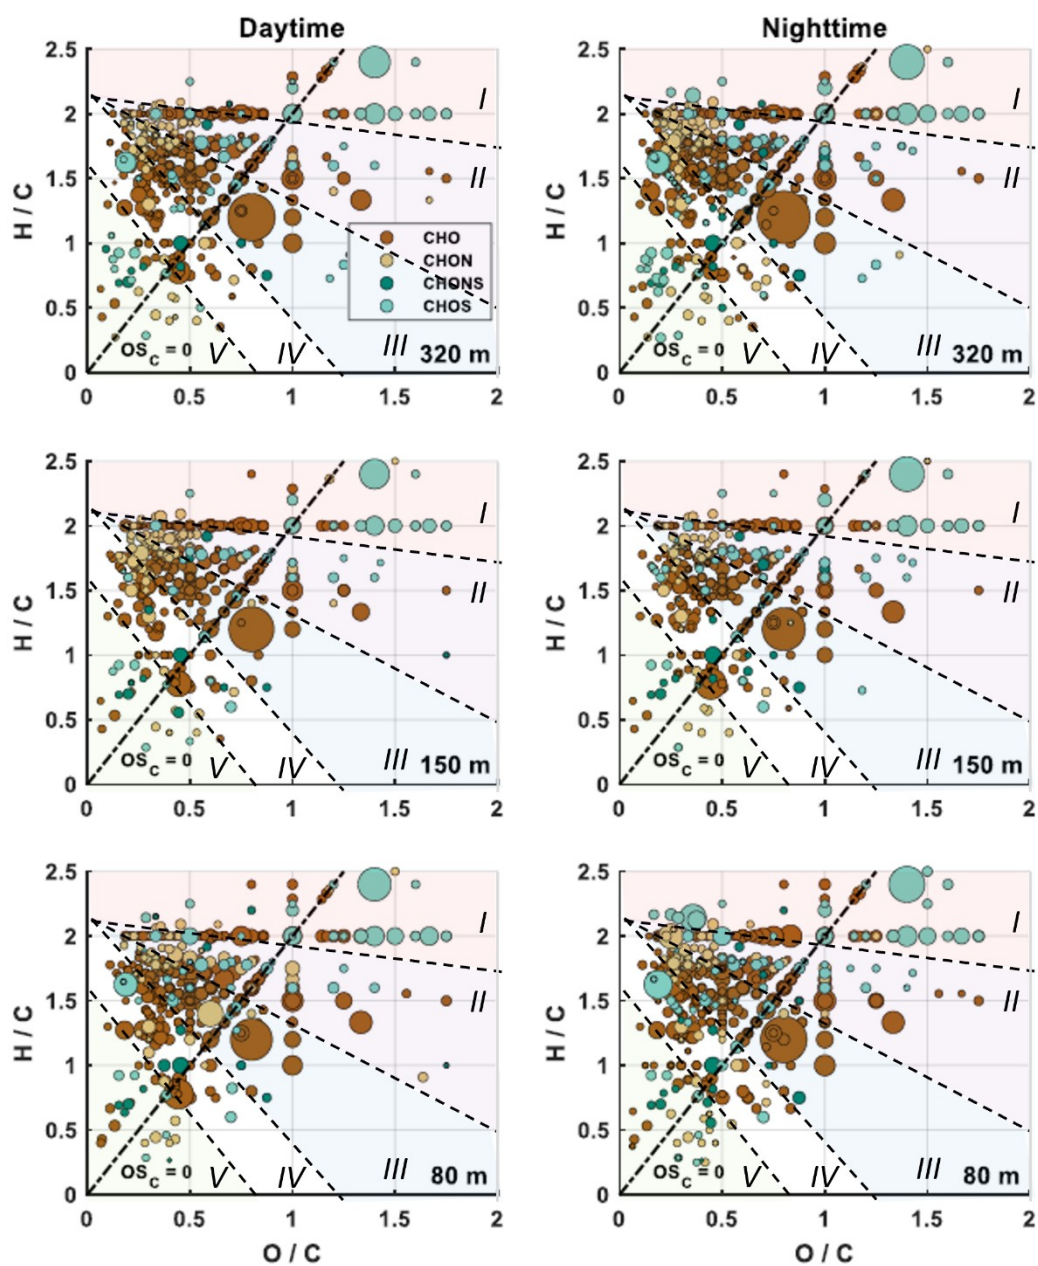 Daytime
Nighttime
2.5
2
1.5
1
0.5
0
H / C
I
II
III
IV
V
CHO
CHON
CHONS
CHOS
OSC = 0
320 m
0
0.5
1
1.5
2
2.5
2
1.5
1
0.5
0
H / C
I
II
III
IV
V
OSC = 0
320 m
0
0.5
1
1.5
2
2.5
2
1.5
1
0.5
0
H / C
I
II
III
IV
V
OSC = 0
150 m
0
0.5
1
1.5
2
2.5
2
1.5
1
0.5
0
H / C
I
II
III
IV
V
OSC = 0
150 m
0
0.5
1
1.5
2
2.5
2
1.5
1
0.5
0
H / C
I
II
III
IV
V
OSC = 0
80 m
0
0.5
1
1.5
2
O / C
2.5
2
1.5
1
0.5
0
H / C
I
II
III
IV
V
OSC = 0
80 m
0
0.5
1
1.5
2
O / C